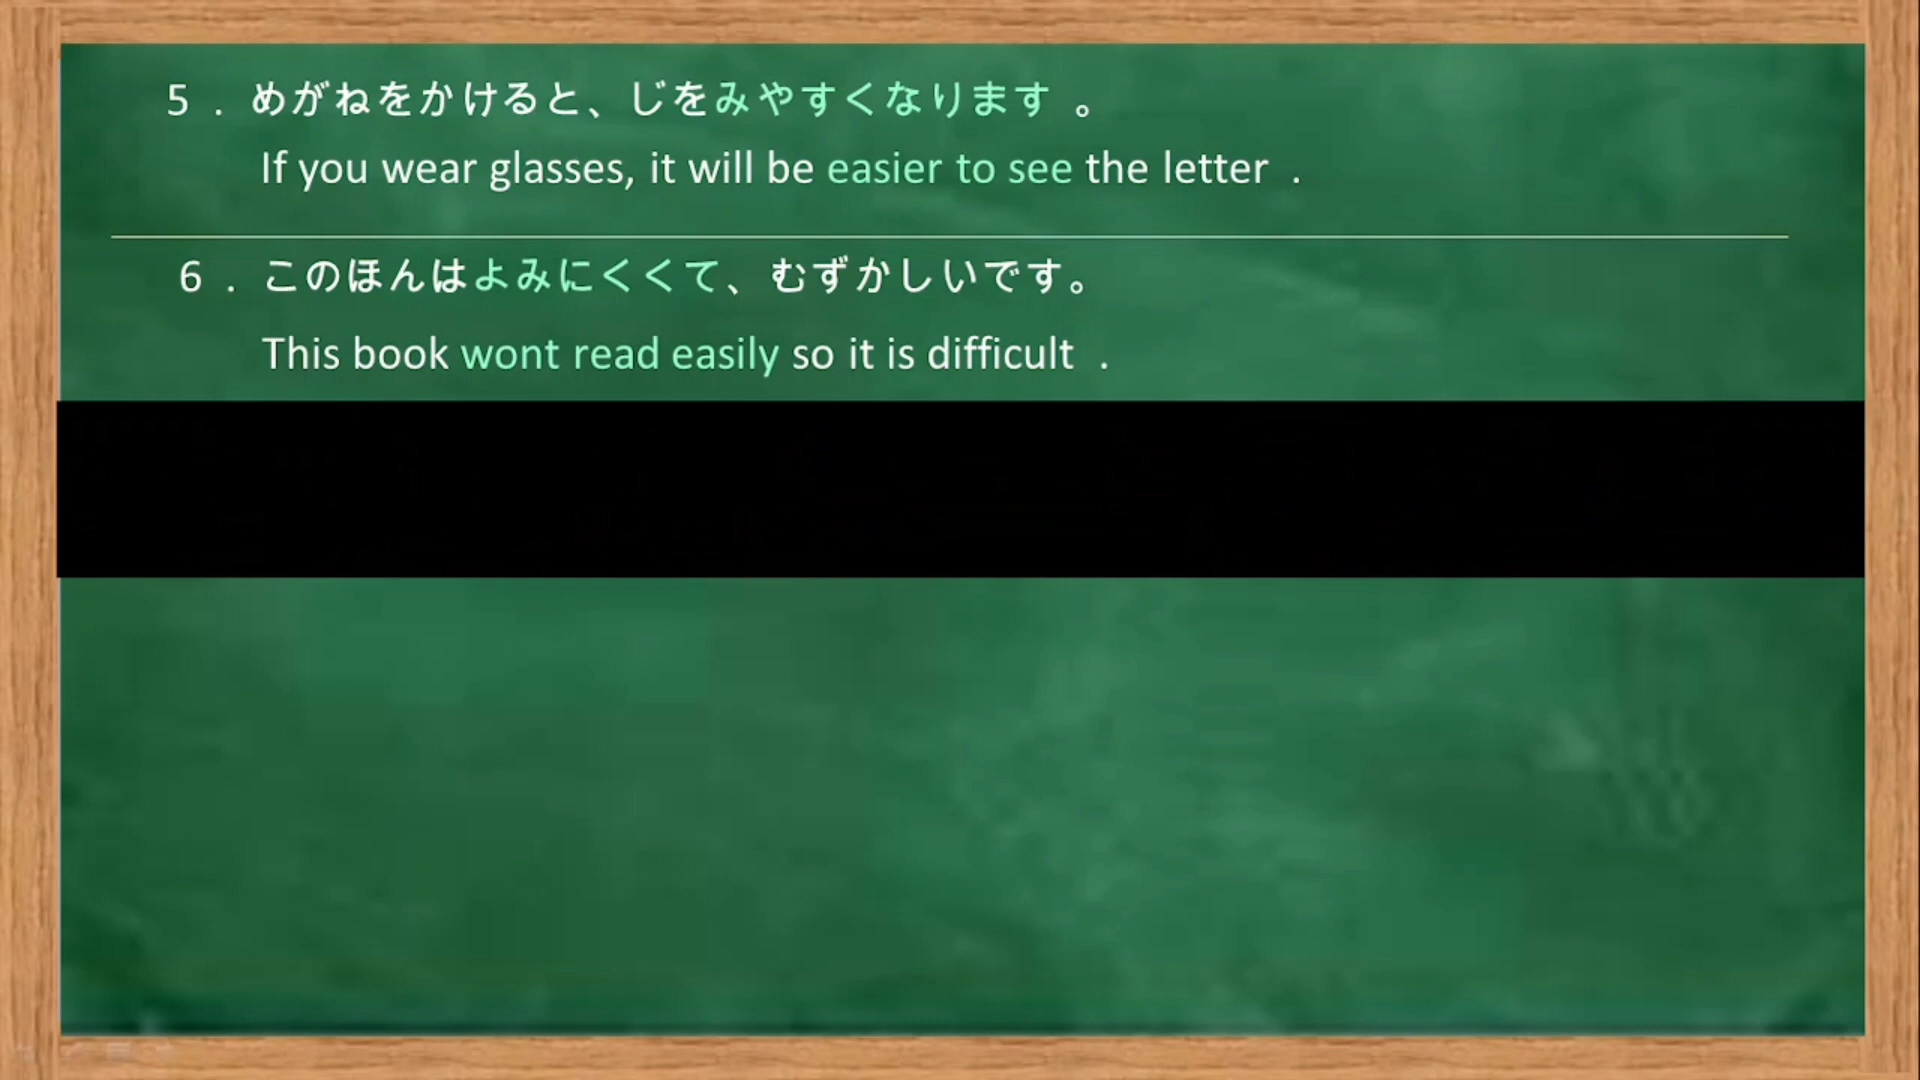 5 . めがねをかけると、じをみやすくなります 。
If you wear glasses, it will be easier to see the letter .
6 . このほんはよみにくくて、むずかしいです。
This book wont read easily so it is difficult .